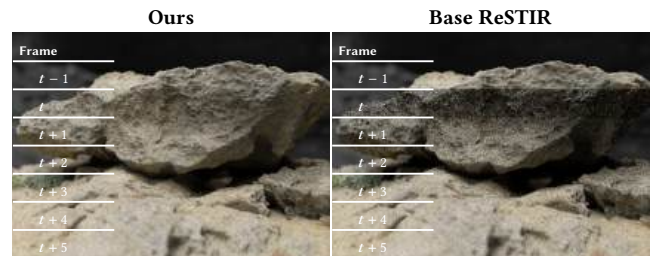 Ours
Base ReSTIR
Frame
t − 1
t
t + 1
t + 2
t + 3
t + 4
t + 5
Frame
t − 1
t
t + 1
t + 2
t + 3
t + 4
t + 5